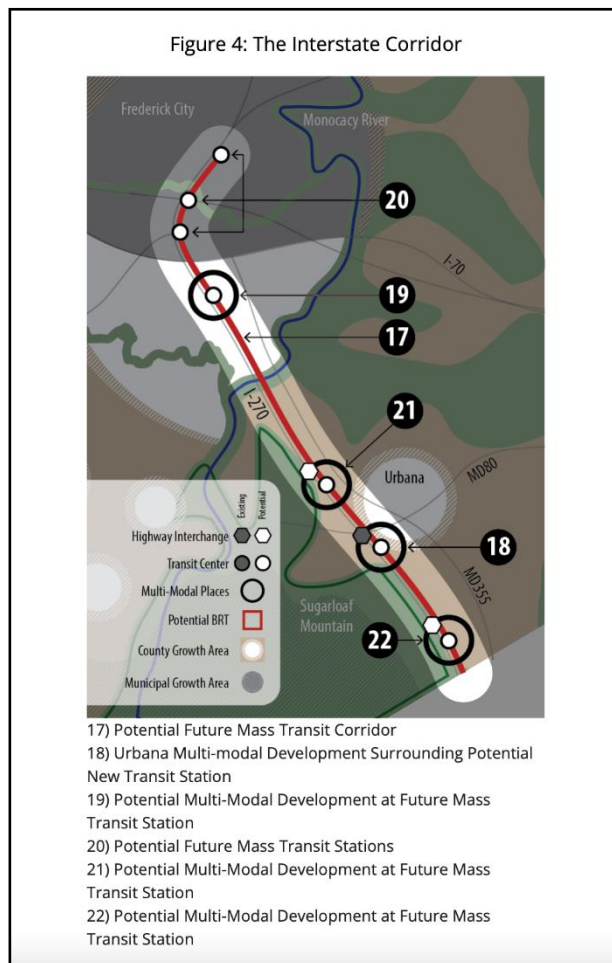 Figure 4: The Interstate Corridor
Frederick City
Monocacy River
20
I-70
19
17
I-270
21
Urbana
MD80
18
MD355
Sugarloaf
Mountain
22
Existing
Potential
Highway Interchange
Transit Center
Multi-Modal Places
Potential BRT
County Growth Area
Municipal Growth Area
17) Potential Future Mass Transit Corridor
18) Urbana Multi-modal Development Surrounding Potential
New Transit Station
19) Potential Multi-Modal Development at Future Mass
Transit Station
20) Potential Future Mass Transit Stations
21) Potential Multi-Modal Development at Future Mass
Transit Station
22) Potential Multi-Modal Development at Future Mass
Transit Station